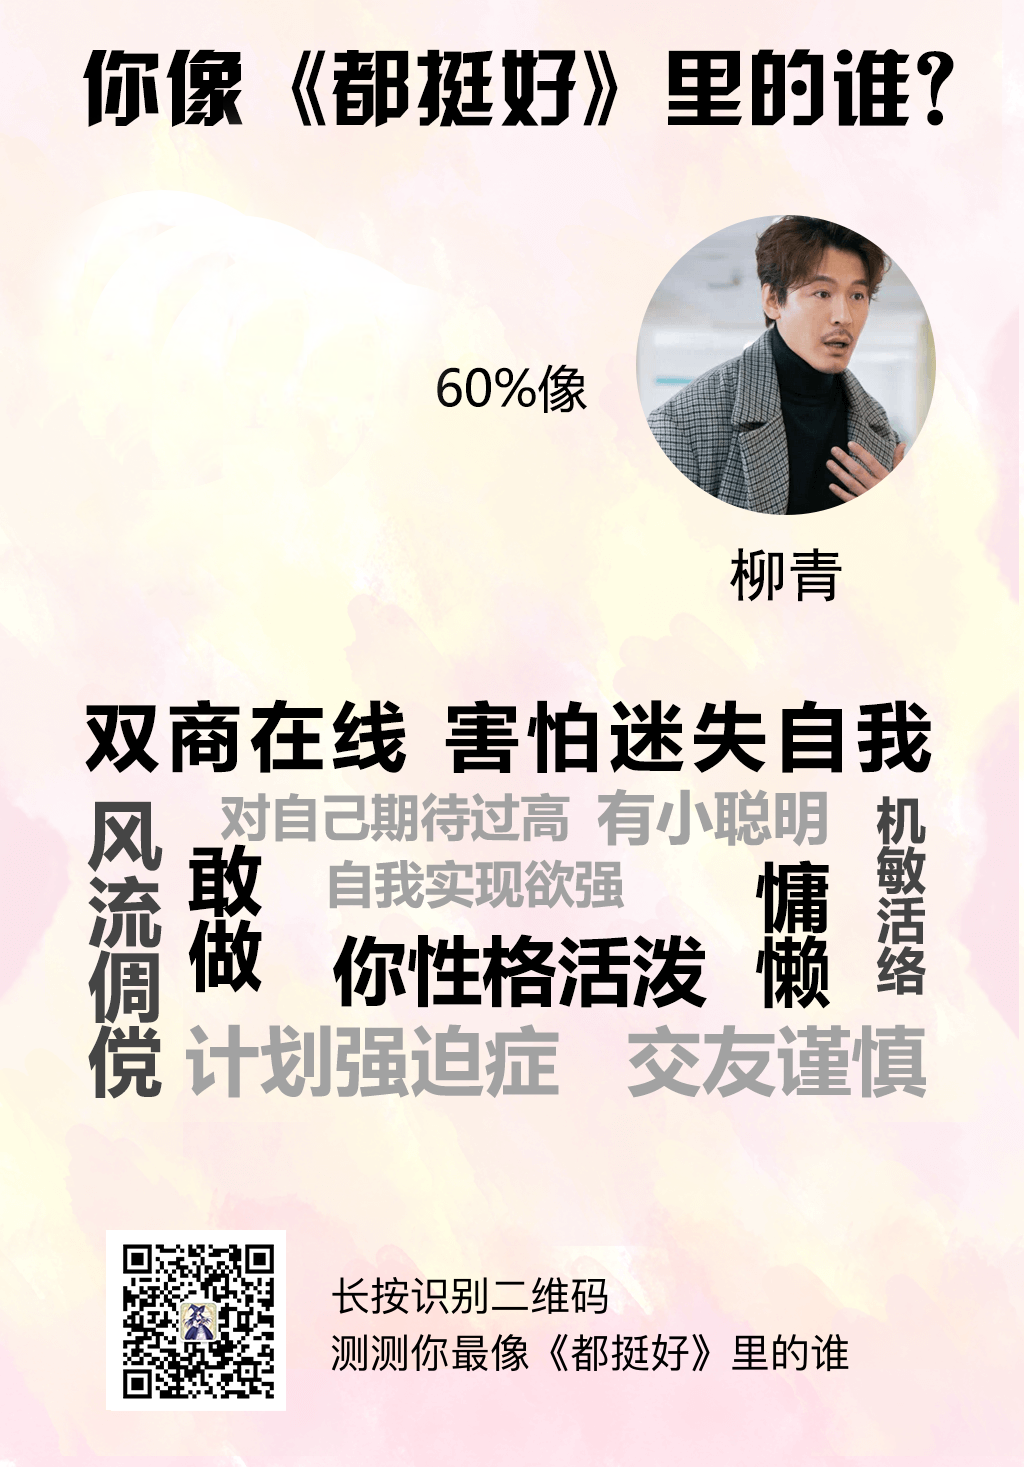 你像《都挺好》里的谁?
60%像
柳青
双商在线 害怕迷失自我
风流倜傥
对自己期待过高 有小聪明
机敏活络
敢做
自我实现欲强
慵懒
你性格活泼
计划强迫症 交友谨慎
长按识别二维码
测测你最像《都挺好》里的谁